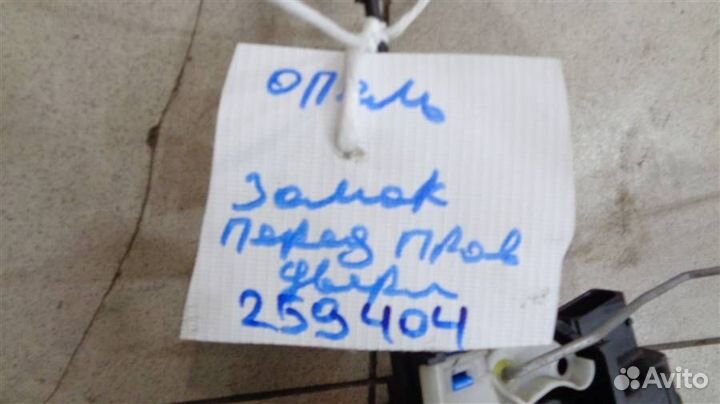 опель
Замок
перед прав
двери
259404
Avito